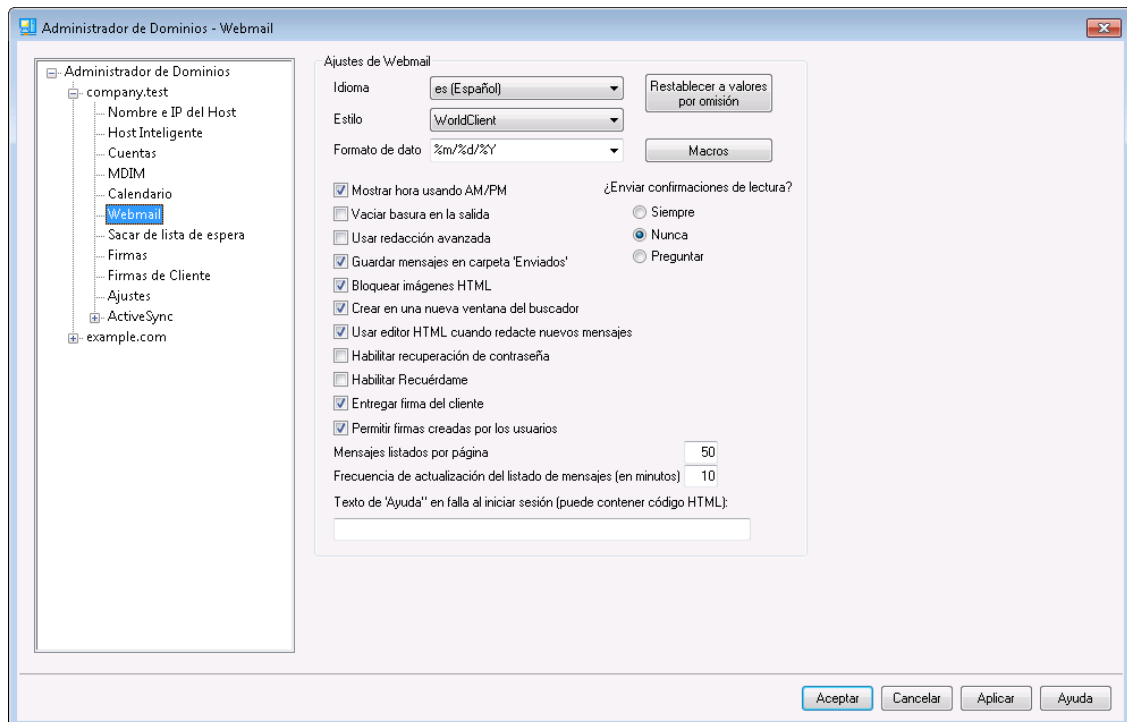 Administrador de Dominios - Webmail
Administrador de Dominios
company.test
Nombre e IP del Host
Host Inteligente
Cuentas
MDIM
Calendario
Webmail
Sacar de lista de espera
Firmas
Firmas de Cliente
Ajustes
ActiveSync
example.com
Ajustes de Webmail
Idioma es (Español) Restablecer a valores
por omisión
Estilo WorldClient
Formato de dato %m/%d/%Y Macros
Mostrar hora usando AM/PM
Vaciar basura en la salida
Usar redacción avanzada
Guardar mensajes en carpeta 'Enviados'
Bloquear imágenes HTML
Crear en una nueva ventana del buscador
Usar editor HTML cuando redacte nuevos mensajes
Habilitar recuperación de contraseña
Habilitar Recuérdame
Entregar firma del cliente
Permitir firmas creadas por los usuarios
¿Enviar confirmaciones de lectura?
Siempre
Nunca
Preguntar
Mensajes listados por página 50
Frecuencia de actualización del listado de mensajes (en minutos) 10
Texto de 'Ayuda'' en falla al iniciar sesión (puede contener código HTML):
Aceptar Cancelar Aplicar Ayuda